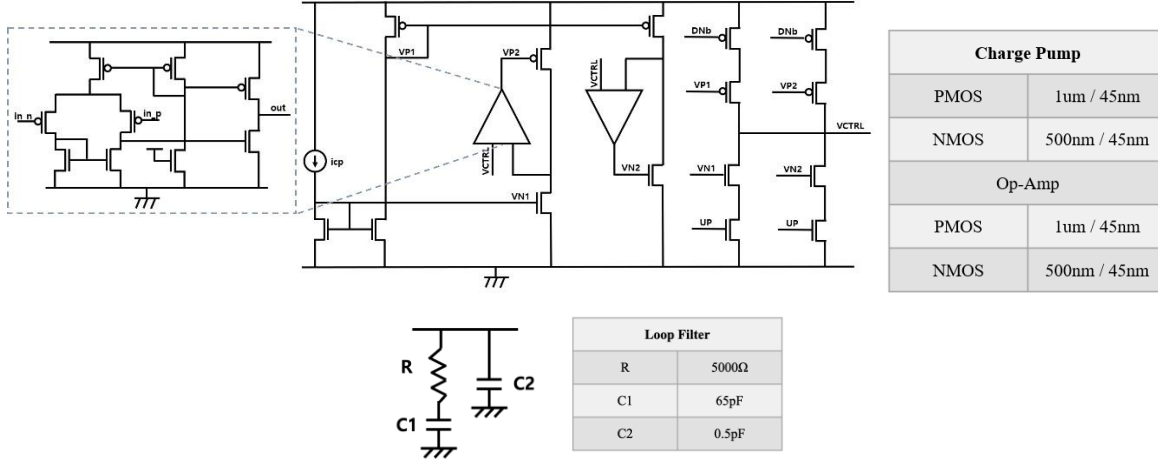 in_n
in_p
out
icp
VP1
VP2
VCTRL
VN1
VCTRL
VN2
DNb
DNb
VP1
VP2
VCTRL
VN1
VN2
UP
UP
Charge Pump
PMOS 1um / 45nm
NMOS 500nm / 45nm
Op-Amp
PMOS 1um / 45nm
NMOS 500nm / 45nm
R
C1
C2
Loop Filter
R 5000Ω
C1 65pF
C2 0.5pF